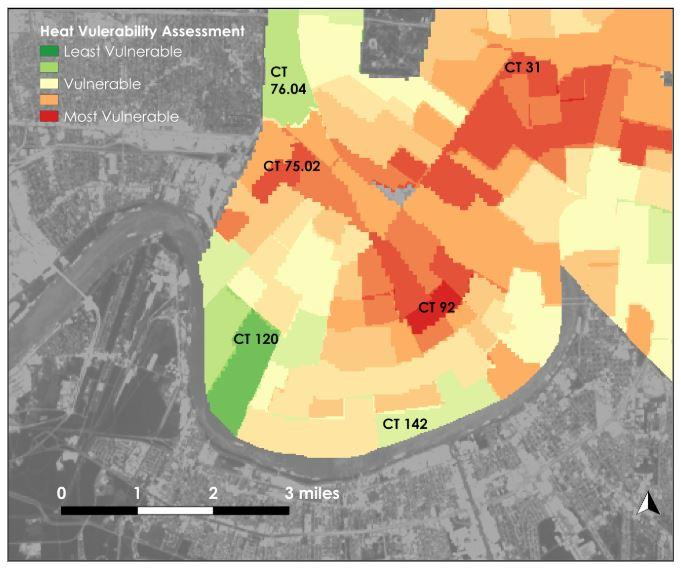 Heat Vulerability Assessment
Least Vulnerable
Vulnerable
Most Vulnerable
CT
76.04
CT 31
CT 75.02
CT 92
CT 120
CT 142
0 1 2 3 miles